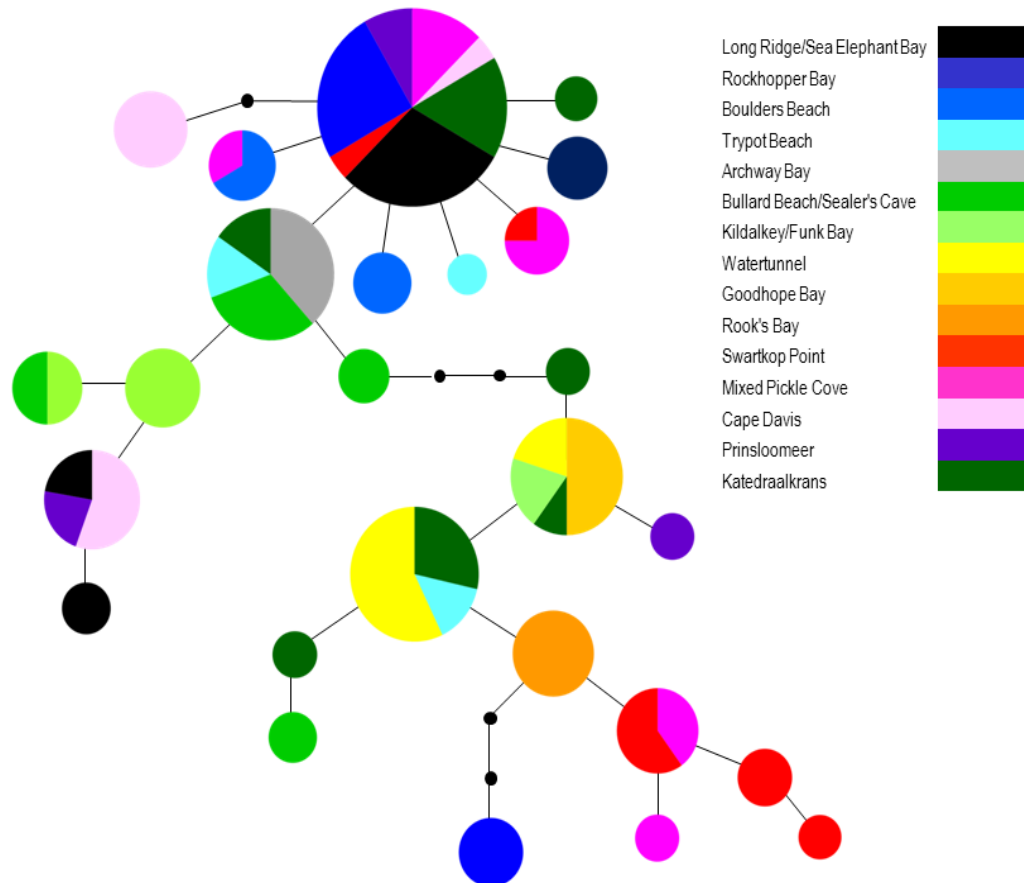 Long Ridge/Sea Elephant Bay
Rockhopper Bay
Boulders Beach
Trypot Beach
Archway Bay
Bullard Beach/Sealer's Cave
Kildalkey/Funk Bay
Watertunnel
Goodhope Bay
Rook's Bay
Swartkop Point
Mixed Pickle Cove
Cape Davis
Prinsloomeer
Katedraalkrans